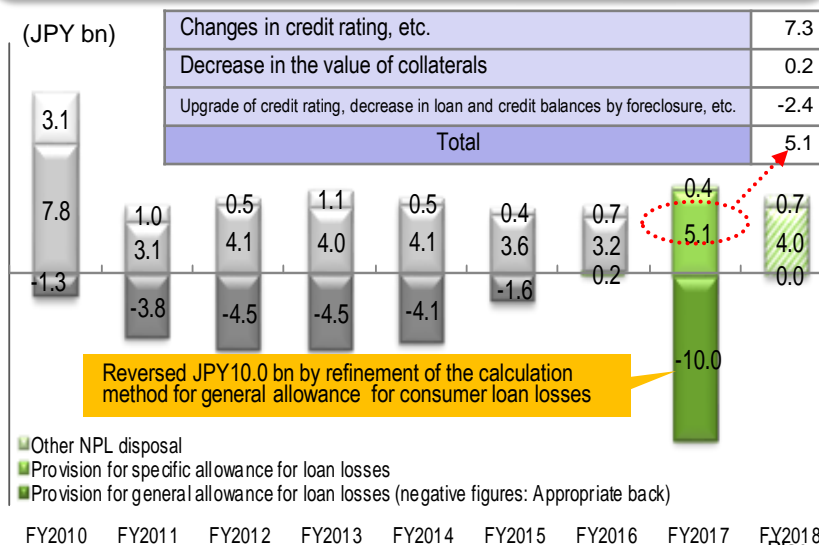 (JPY bn)
Changes in credit rating, etc. 7.3
Decrease in the value of collaterals 0.2
Upgrade of credit rating, decrease in loan and credit balances by foreclosure, etc. -2.4
Total 5.1
3.1 1.0 0.5 1.1 0.5 0.4 0.7 0.4 0.7
7.8 3.1 4.1 4.0 4.1 3.6 3.2 5.1 4.0
-1.3 -3.8 -4.5 -4.5 -4.1 -1.6 0.2 -10.0 0.0
Reversed JPY10.0 bn by refinement of the calculation
method for general allowance for consumer loan losses
Other NPL disposal
Provision for specific allowance for loan losses
Provision for general allowance for loan losses (negative figures: Appropriate back)
FY2010 FY2011 FY2012 FY2013 FY2014 FY2015 FY2016 FY2017 FY2018